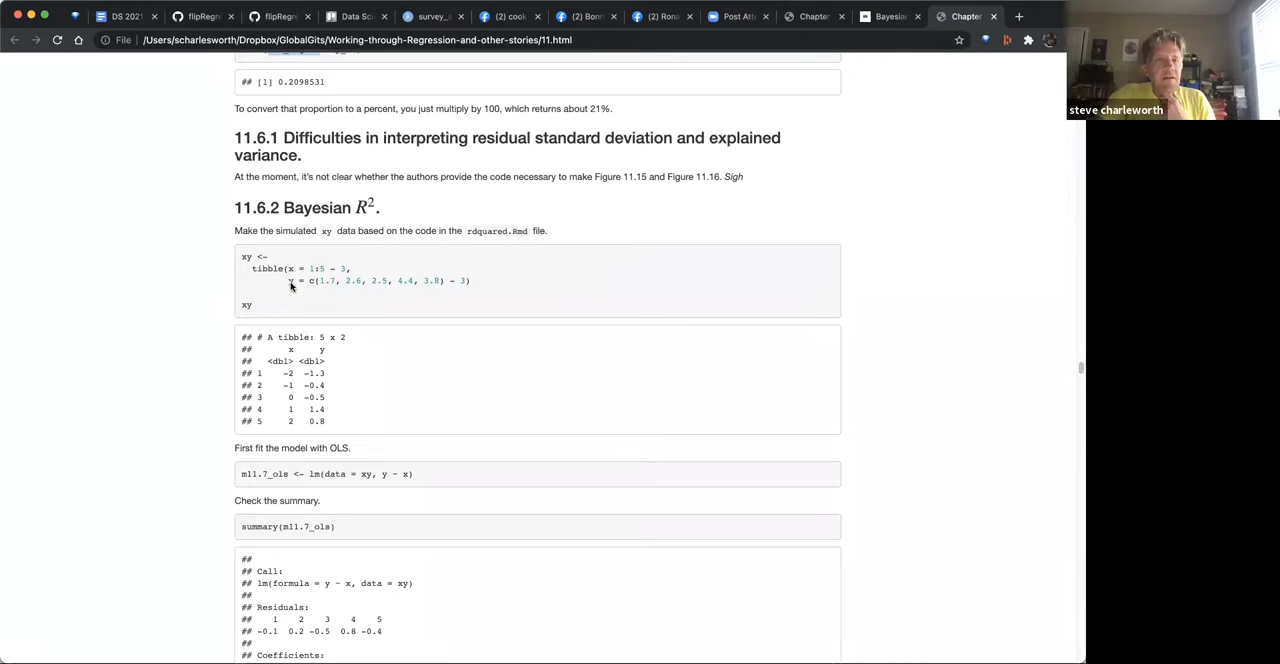 DS 2021
flipRegre
flipRegre
Data Sci
survey_a
(2) cook
(2) Bonn
(2) Rona
Post Atte
Chapter
Bayesian
Chapter
File | /Users/scharlesworth/Dropbox/GlobalGits/Working-through-Regression-and-other-stories/11.html
steve charleworth
## [1] 0.2098531
To convert that proportion to a percent, you just multiply by 100, which returns about 21%.
11.6.1 Difficulties in interpreting residual standard deviation and explained
variance.
At the moment, it's not clear whether the authors provide the code necessary to make Figure 11.15 and Figure 11.16. Sigh
11.6.2 Bayesian R².
Make the simulated xy data based on the code in the rdquared.Rmd file.
xy <-
tibble(x = 1:5 - 3,
y = c(1.7, 2.6, 2.5, 4.4, 3.8) - 3)
xy
## # A tibble: 5 x 2
## x y
## <dbl> <dbl>
## 1 -2 -1.3
## 2 -1 -0.4
## 3 0 -0.5
## 4 1 1.4
## 5 2 0.8
First fit the model with OLS.
m11.7_ols <- lm(data = xy, y ~ x)
Check the summary.
summary(m11.7_ols)
##
## Call:
## lm(formula = y ~ x, data = xy)
##
## Residuals:
## 1 2 3 4 5
## -0.1 0.2 -0.5 0.8 -0.4
##
## Coefficients: